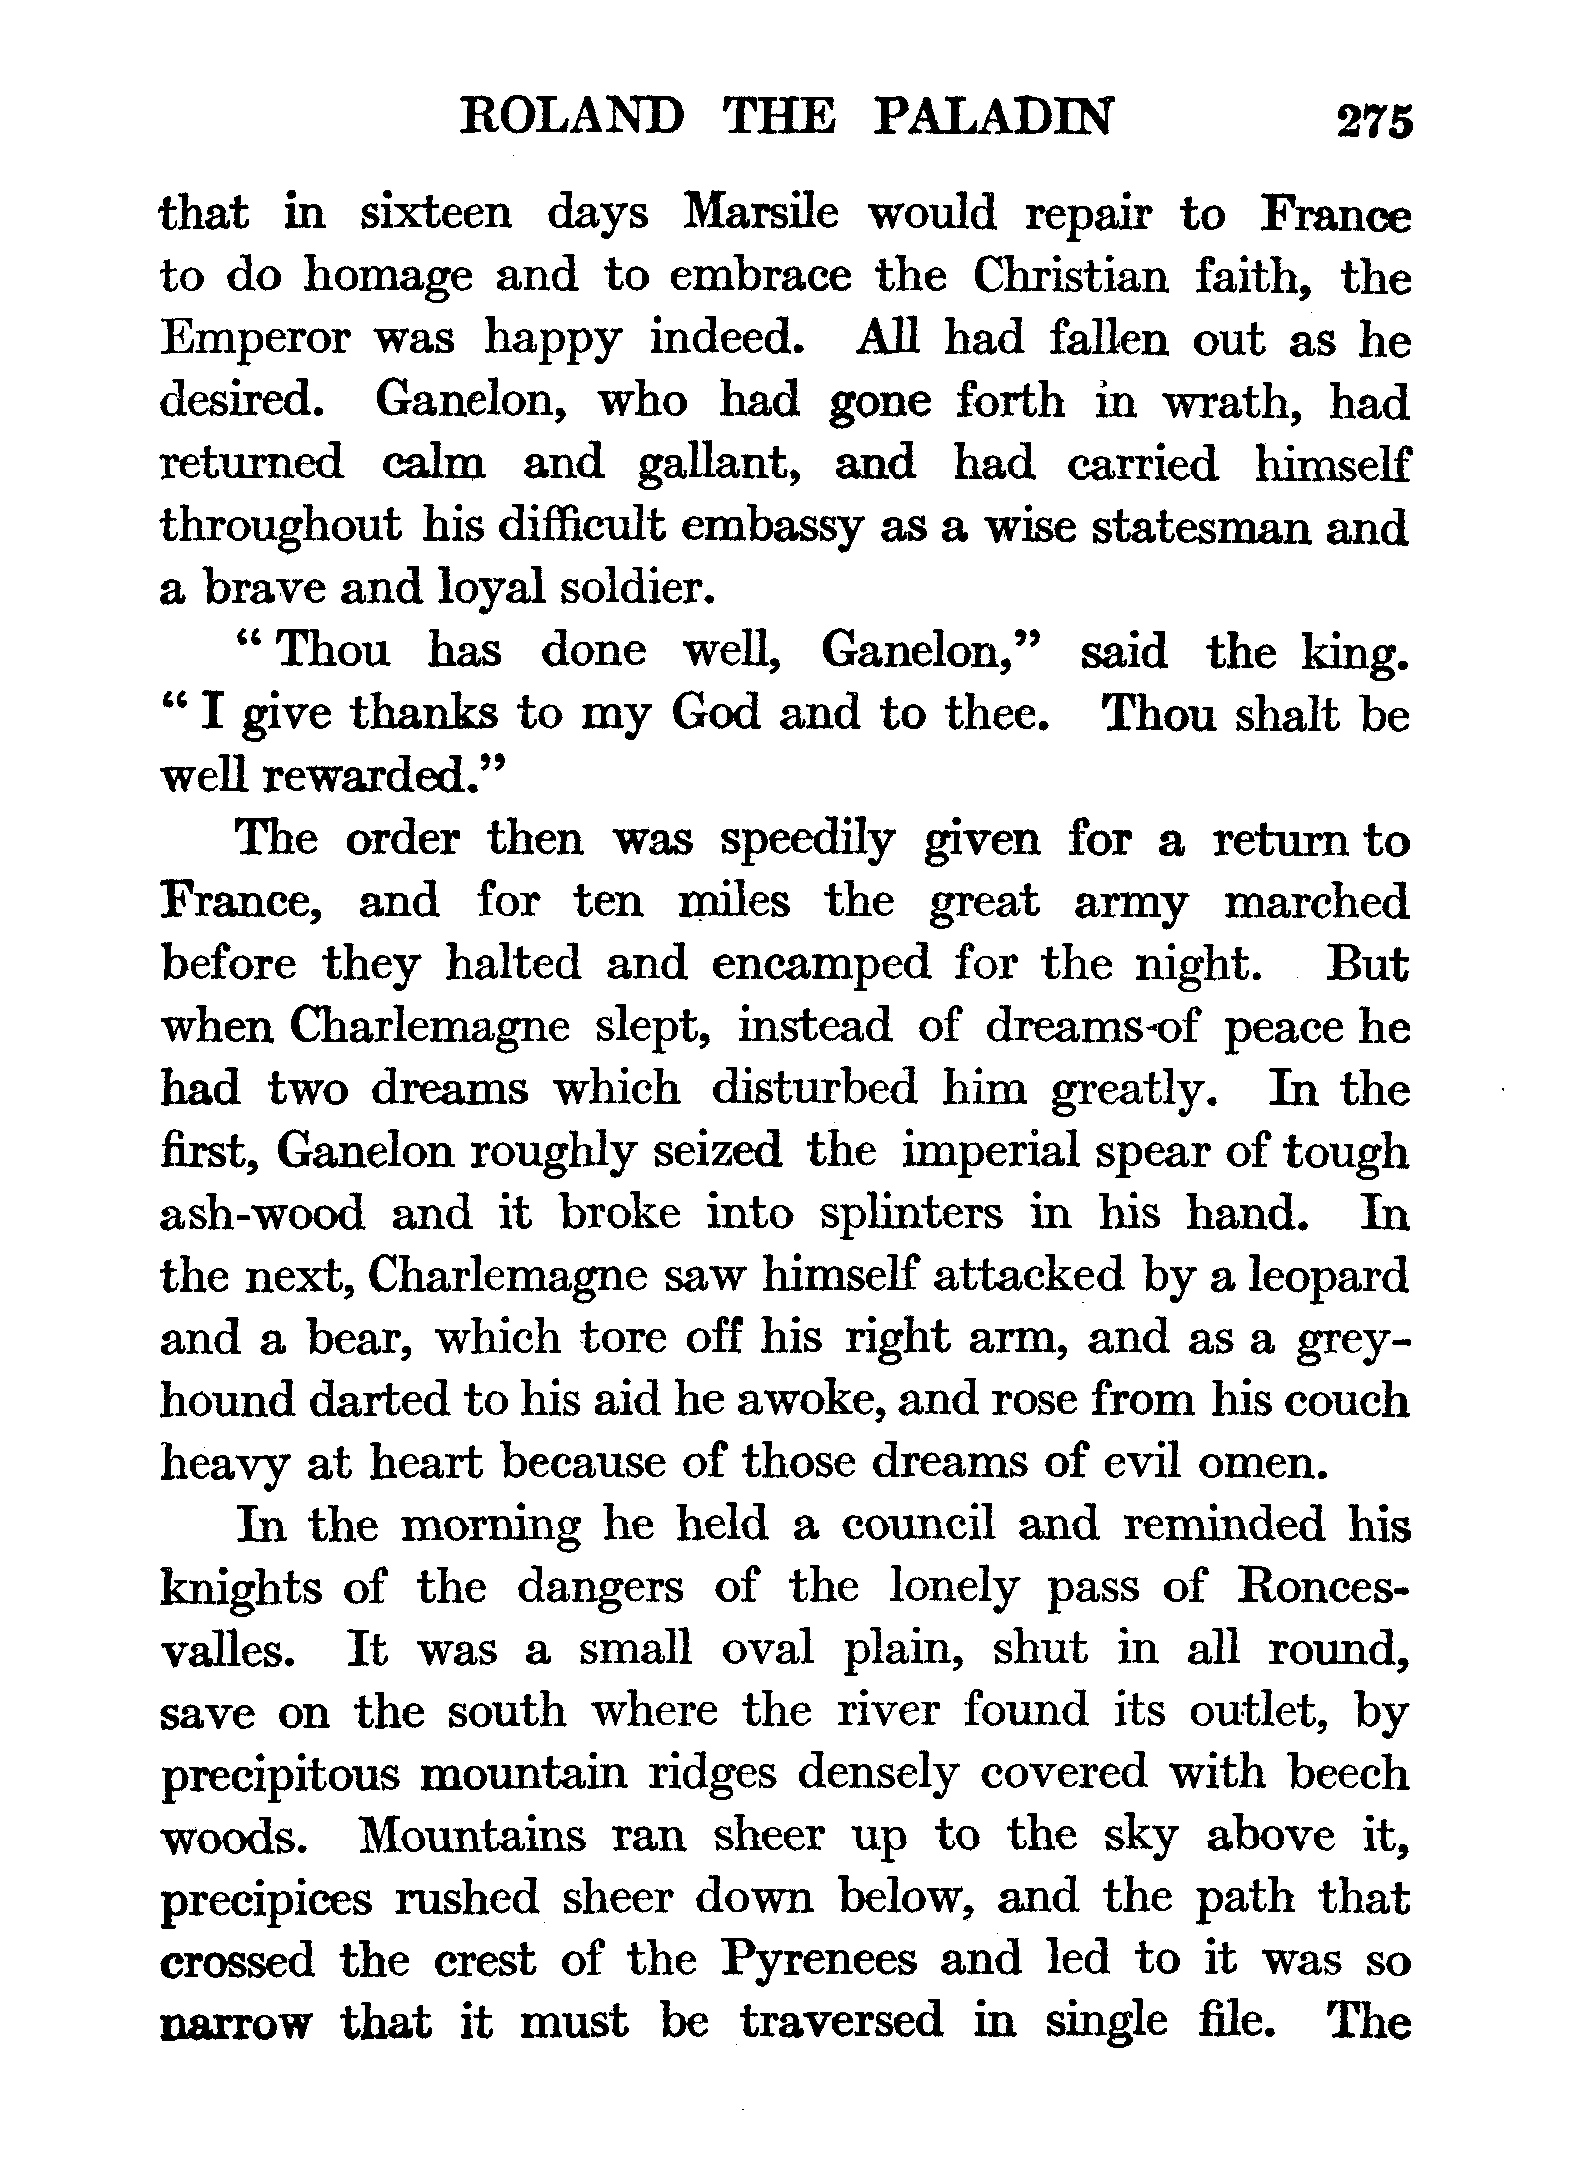 ROLAND THE PALADIN 275
that in sixteen days Marsile would repair to France
to do homage and to embrace the Christian faith, the
Emperor was happy indeed. All had fallen out as he
desired. Ganelon, who had gone forth in wrath, had
returned calm and gallant, and had carried himself
throughout his difficult embassy as a wise statesman and
a brave and loyal soldier.
“ Thou has done well, Ganelon,” said the king.
“ I give thanks to my God and to thee. Thou shalt be
well rewarded.”
The order then was speedily given for a return to
France, and for ten miles the great army marched
before they halted and encamped for the night. But
when Charlemagne slept, instead of dreams of peace he
had two dreams which disturbed him greatly. In the
first, Ganelon roughly seized the imperial spear of tough
ash-wood and it broke into splinters in his hand. In
the next, Charlemagne saw himself attacked by a leopard
and a bear, which tore off his right arm, and as a grey-
hound darted to his aid he awoke, and rose from his couch
heavy at heart because of those dreams of evil omen.
In the morning he held a council and reminded his
knights of the dangers of the lonely pass of Ronces-
valles. It was a small oval plain, shut in all round,
save on the south where the river found its outlet, by
precipitous mountain ridges densely covered with beech
woods. Mountains ran sheer up to the sky above it,
precipices rushed sheer down below, and the path that
crossed the crest of the Pyrenees and led to it was so
narrow that it must be traversed in single file. The